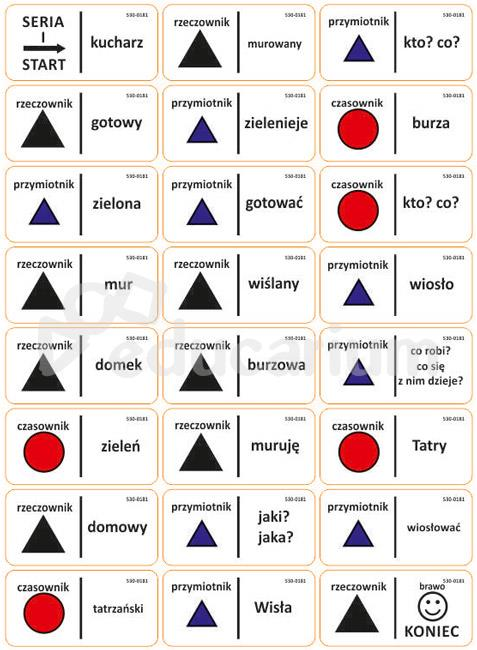 SERIA
I
START
530-0181
kucharz
rzeczownik
530-0181
murowany
przymiotnik
530-0181
kto? co?
rzeczownik
530-0181
gotowy
przymiotnik
530-0181
zielenieje
czasownik
530-0181
burza
przymiotnik
530-0181
zielona
przymiotnik
530-0181
gotować
czasownik
530-0181
kto? co?
rzeczownik
530-0181
mur
rzeczownik
530-0181
wiślany
przymiotnik
530-0181
wiosło
rzeczownik
530-0181
domek
rzeczownik
530-0181
burzowa
przymiotnik
530-0181
co robi?
co się
z nim dzieje?
czasownik
530-0181
zieleń
rzeczownik
530-0181
muruję
czasownik
530-0181
Tatry
rzeczownik
530-0181
domowy
przymiotnik
530-0181
jaki?
jaka?
przymiotnik
530-0181
wiosłować
czasownik
530-0181
tatrzański
przymiotnik
530-0181
Wisła
rzeczownik
530-0181
brawo
KONIEC
educarium